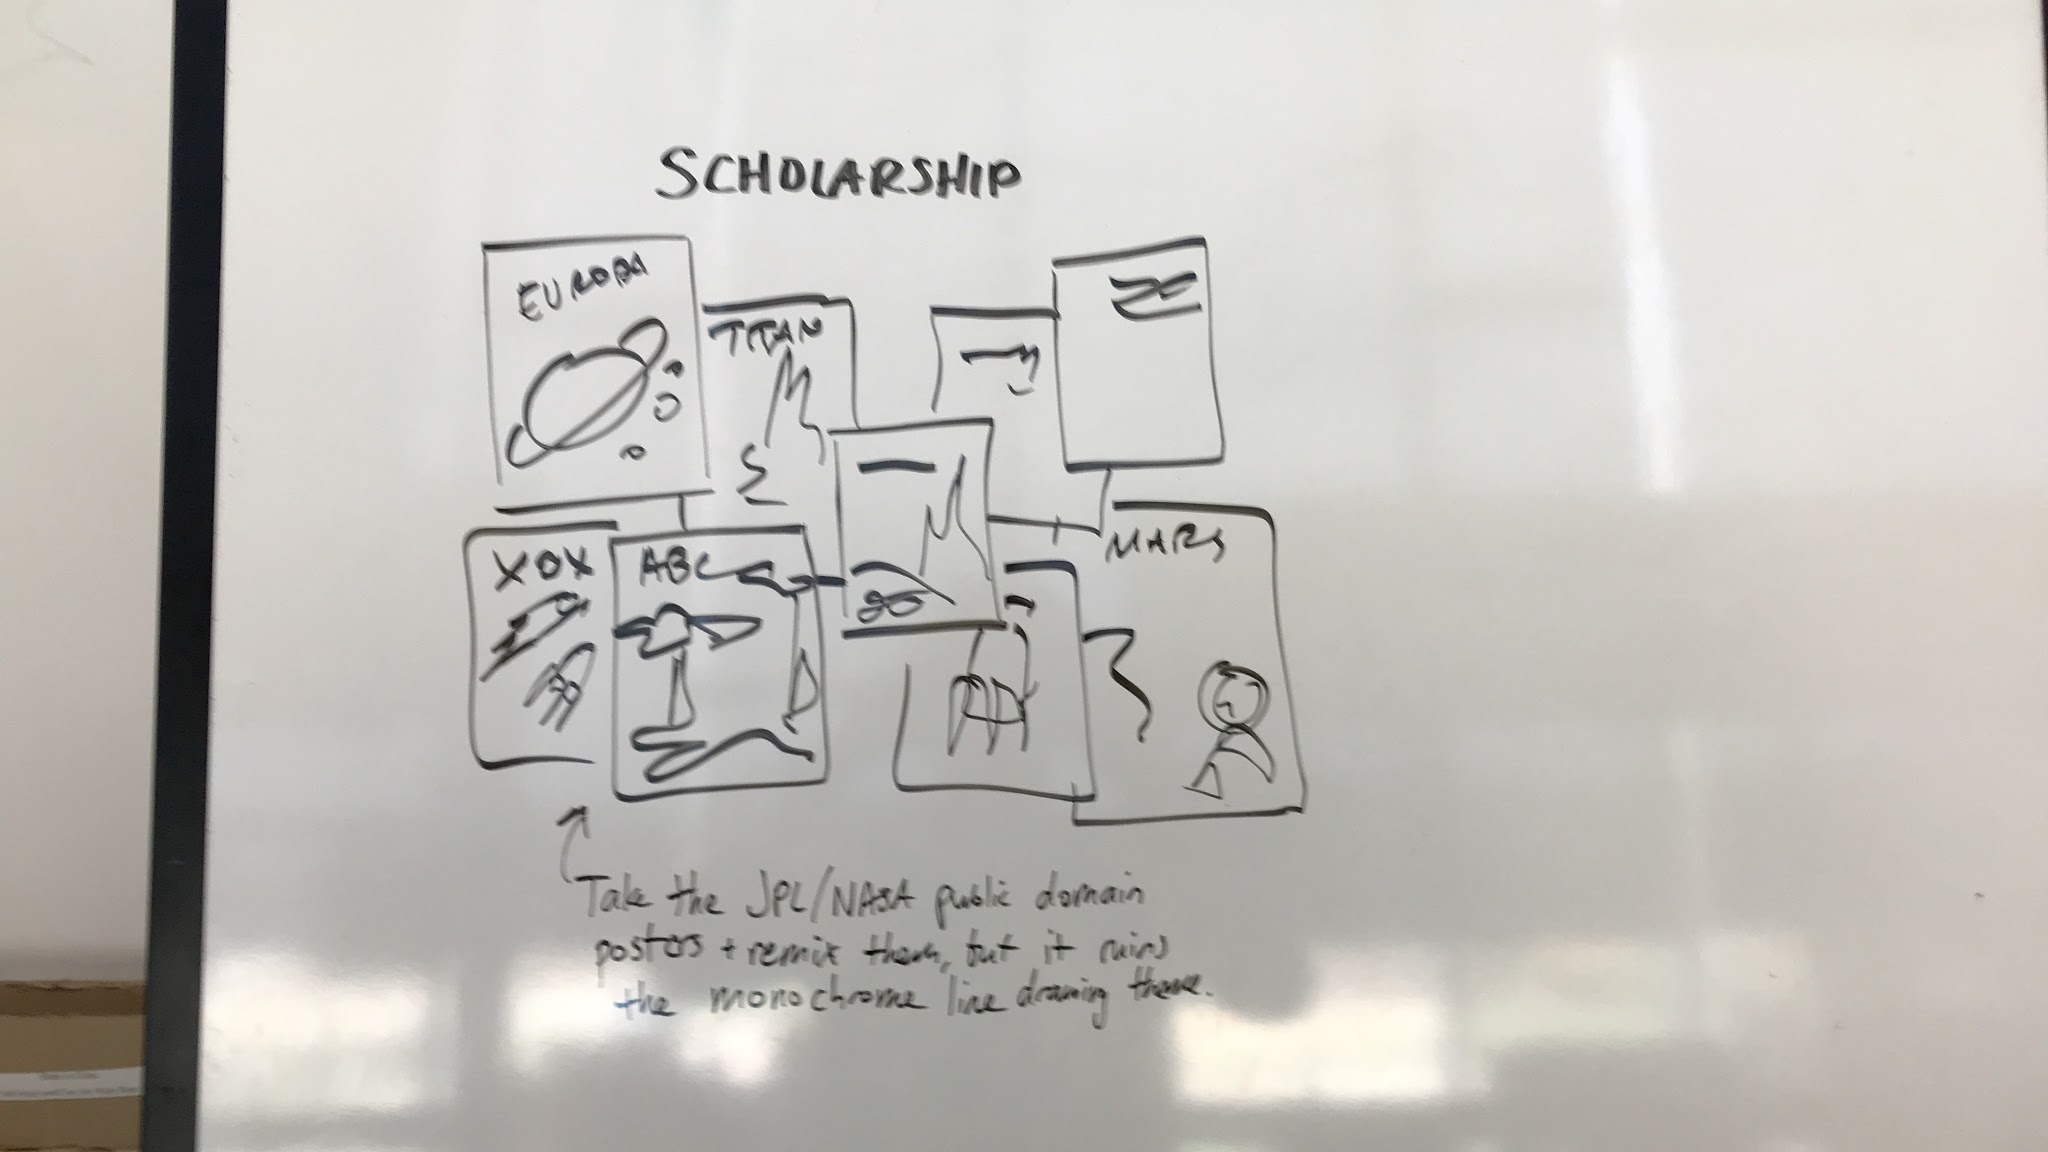 SCHOLARSHIP
EUROPA
TITAN
MARS
XOX
ABC
Take the JPL/NASA public domain
posters + remix them, but it ruins
the monochrome line drawing theme.